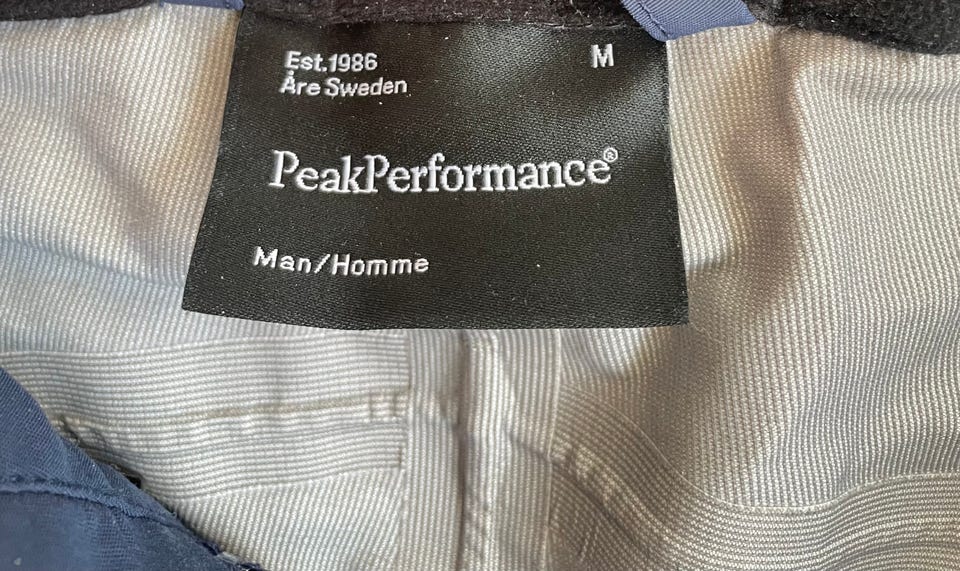 Est.1986 M
Åre Sweden
PeakPerformance®
Man/Homme